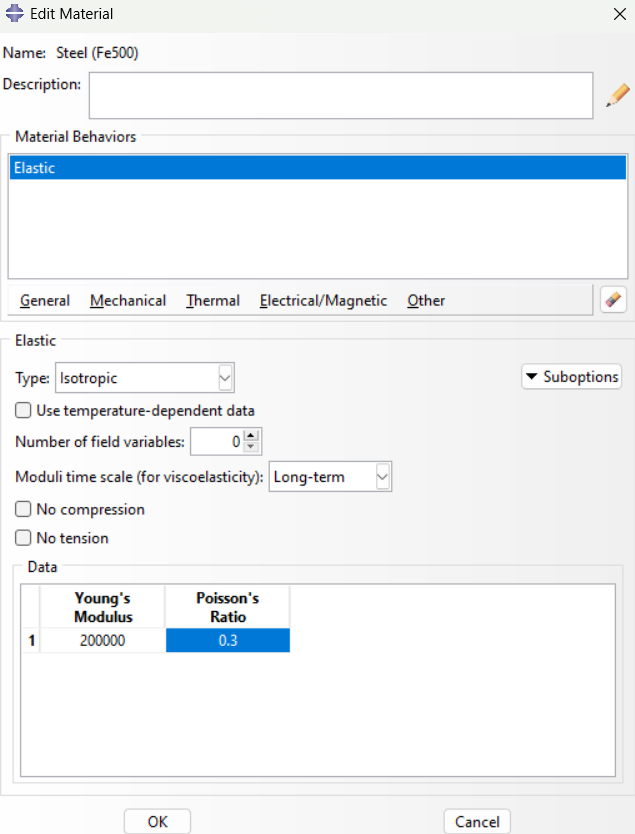 Edit Material
Name: Steel (Fe500)
Description:
Material Behaviors
Elastic
General Mechanical Thermal Electrical/Magnetic Other
Elastic
Type: Isotropic Suboptions
Use temperature-dependent data
Number of field variables: 0
Moduli time scale (for viscoelasticity): Long-term
No compression
No tension
Data
Young's Poisson's
Modulus Ratio
1 200000 0.3
OK Cancel